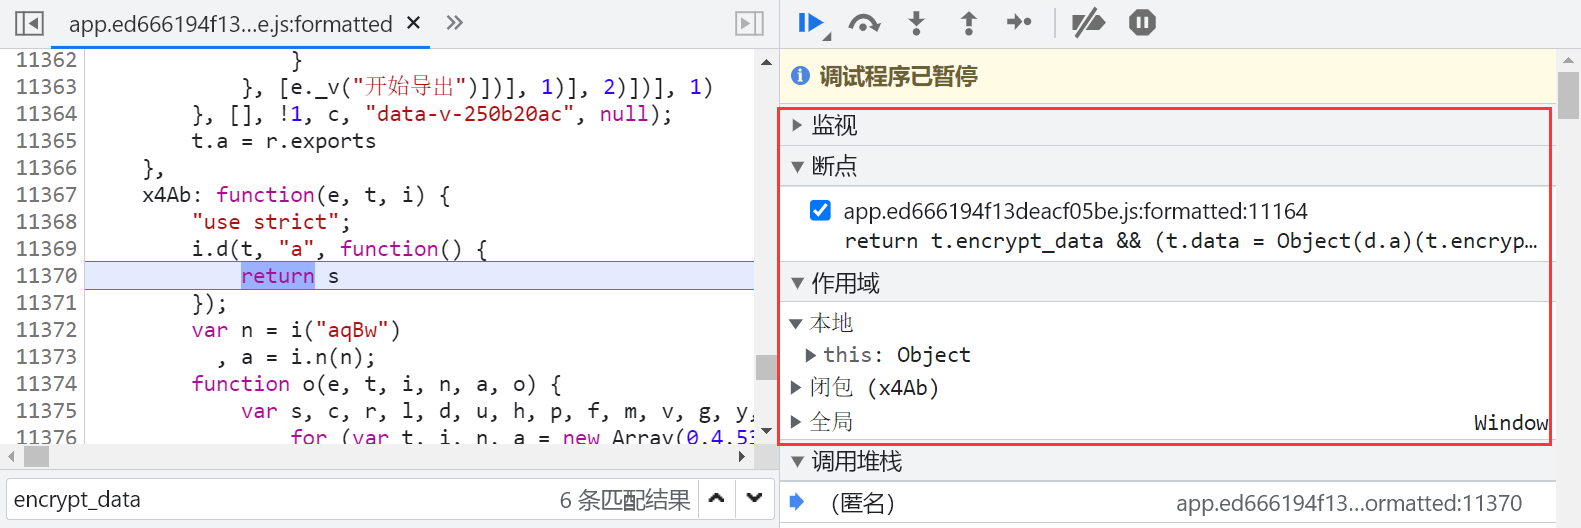 app.ed666194f13...e.js:formatted
11362 }
11363 }, [e._v("开始导出")])], 1)], 2)])], 1)
11364 }, [], !1, c, "data-v-250b20ac", null);
11365 t.a = r.exports
11366 },
11367 x4Ab: function(e, t, i) {
11368 "use strict";
11369 i.d(t, "a", function() {
11370 return s
11371 });
11372 var n = i("aqBw")
11373 , a = i.n(n);
11374 function o(e, t, i, n, a, o) {
11375 var s, c, r, l, d, u, h, p, f, m, v, g, y,
11376 for (var t, i, n, a = new Array(0,4,53
encrypt_data
6 条匹配结果
调试程序已暂停
监视
断点
app.ed666194f13deacf05be.js:formatted:11164
return t.encrypt_data && (t.data = Object(d.a)(t.encryp...
作用域
本地
this: Object
闭包 (x4Ab)
全局 Window
调用堆栈
(匿名) app.ed666194f13...ormatted:11370